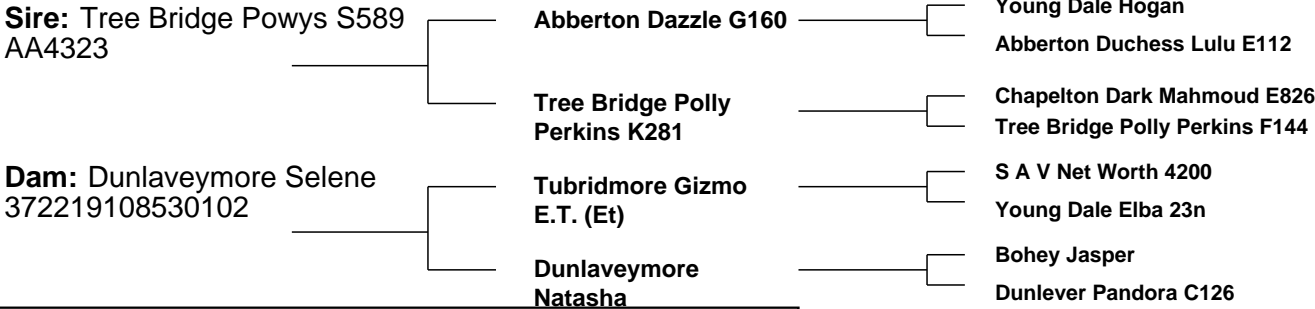 Sire: Tree Bridge Powys S589
AA4323
Abberton Dazzle G160
Young Dale Hogan
Abberton Duchess Lulu E112
Tree Bridge Polly
Perkins K281
Chapelton Dark Mahmoud E826
Tree Bridge Polly Perkins F144
Dam: Dunlaveymore Selene
372219108530102
Tubridmore Gizmo
E.T. (Et)
S A V Net Worth 4200
Young Dale Elba 23n
Dunlaveymore
Natasha
Bohey Jasper
Dunlever Pandora C126